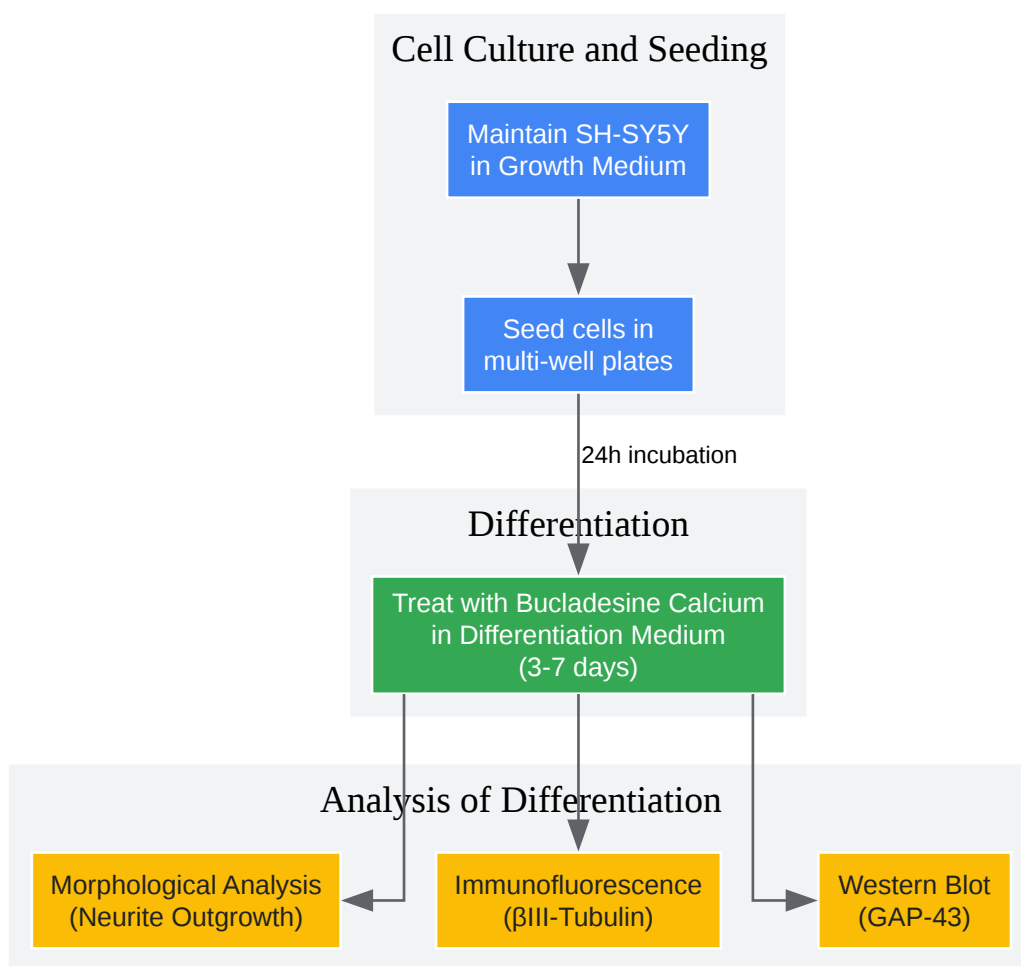 Cell Culture and Seeding
Maintain SH-SY5Y
in Growth Medium
Seed cells in
multi-well plates
24h incubation
Differentiation
Treat with Bucladesine Calcium
in Differentiation Medium
(3-7 days)
Analysis of Differentiation
Morphological Analysis
(Neurite Outgrowth)
Immunofluorescence
(βIII-Tubulin)
Western Blot
(GAP-43)